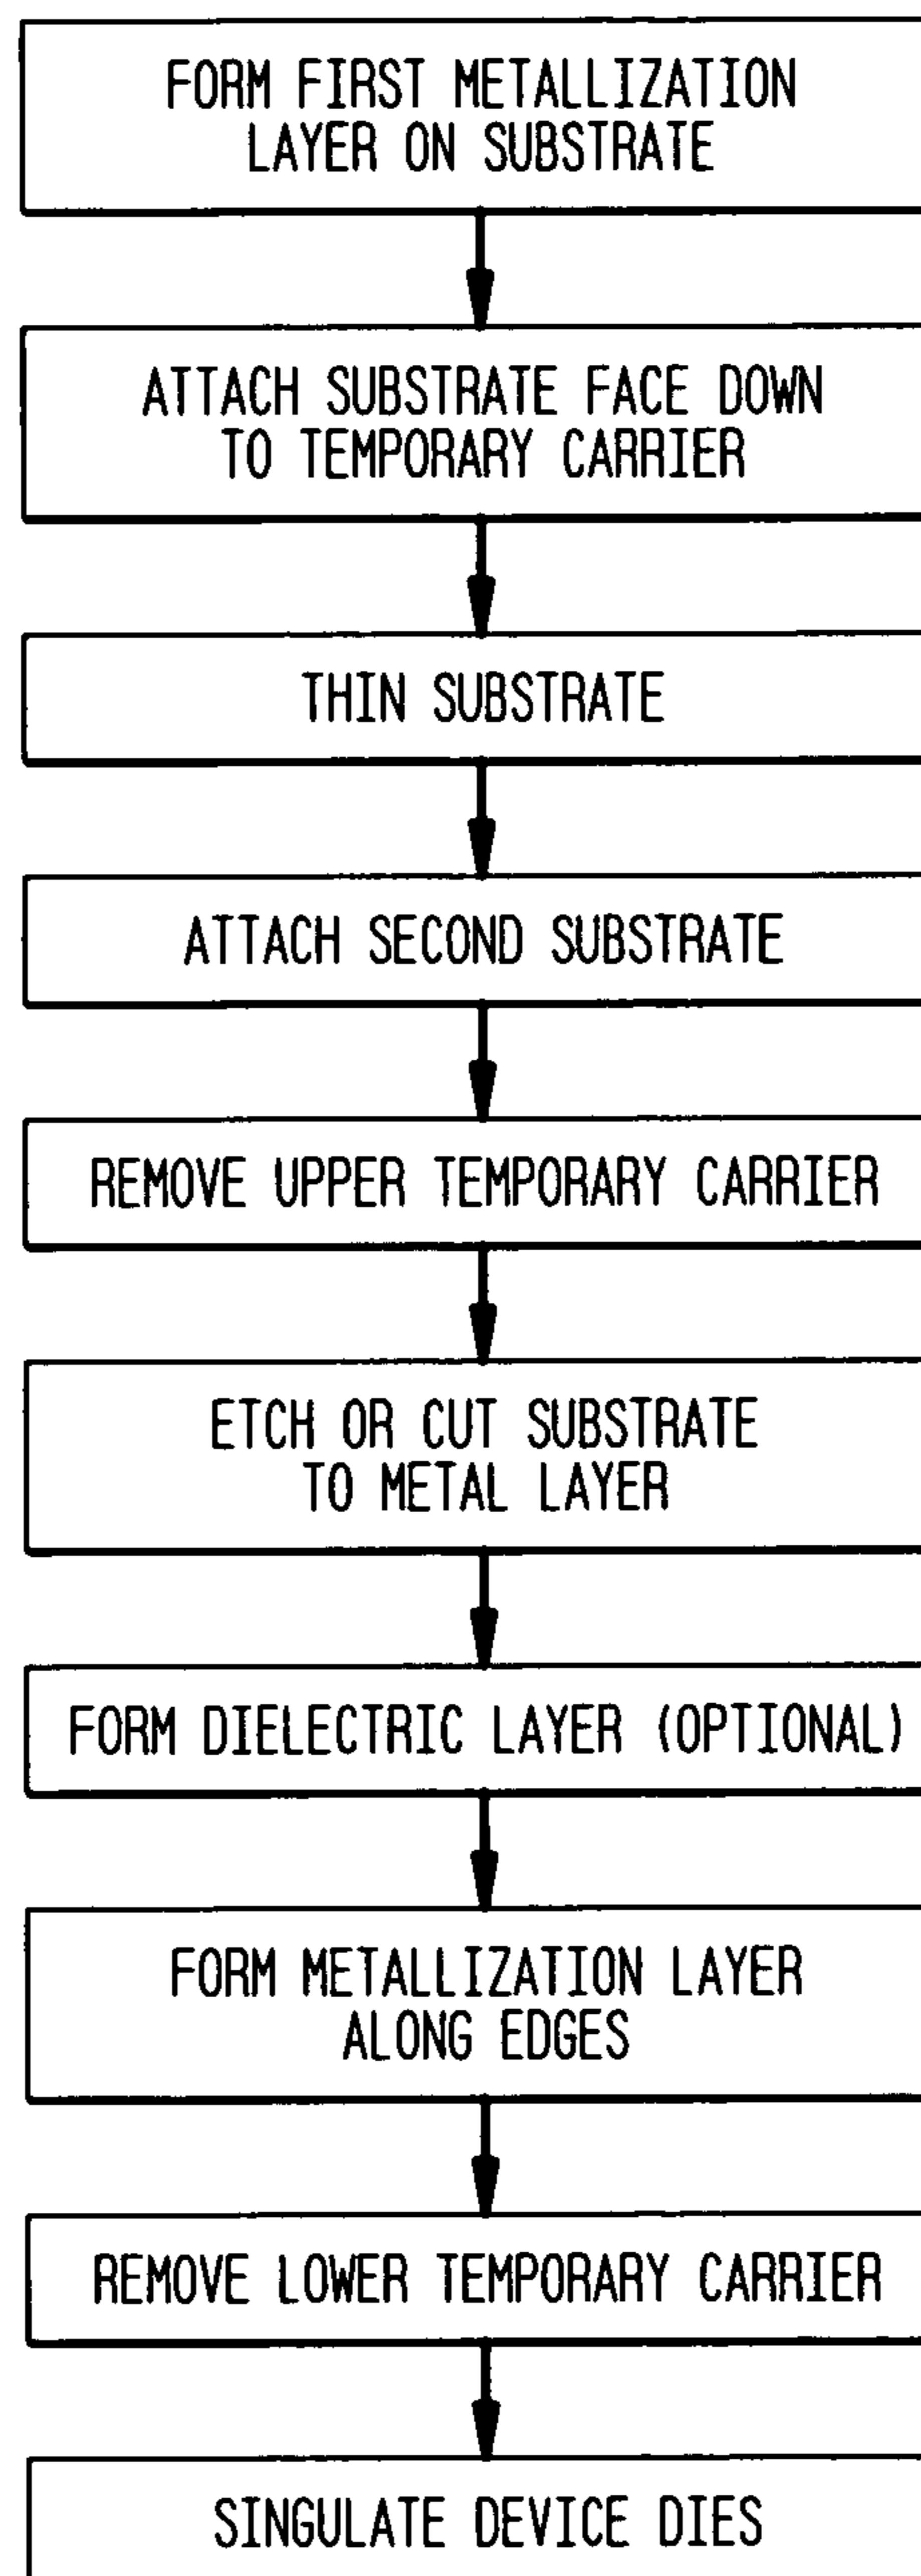 FORM FIRST METALLIZATION
LAYER ON SUBSTRATE
ATTACH SUBSTRATE FACE DOWN
TO TEMPORARY CARRIER
THIN SUBSTRATE
ATTACH SECOND SUBSTRATE
REMOVE UPPER TEMPORARY CARRIER
ETCH OR CUT SUBSTRATE
TO METAL LAYER
FORM DIELECTRIC LAYER (OPTIONAL)
FORM METALLIZATION LAYER
ALONG EDGES
REMOVE LOWER TEMPORARY CARRIER
SINGULATE DEVICE DIES